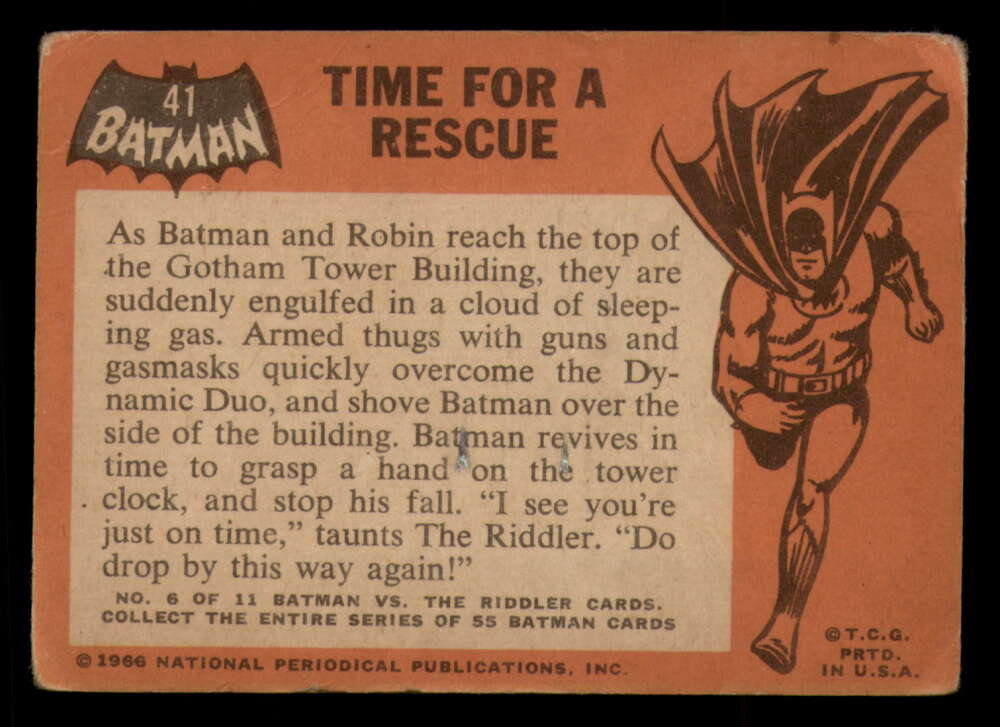 41
BATMAN
TIME FOR A
RESCUE
As Batman and Robin reach the top of
the Gotham Tower Building, they are
suddenly engulfed in a cloud of sleep-
ing gas. Armed thugs with guns and
gasmasks quickly overcome the Dy-
namic Duo, and shove Batman over the
side of the building. Batman revives in
time to grasp a hand on the tower
clock, and stop his fall. “I see you’re
just on time,” taunts The Riddler. “Do
drop by this way again!”
NO. 6 OF 11 BATMAN VS. THE RIDDLER CARDS.
COLLECT THE ENTIRE SERIES OF 55 BATMAN CARDS
© 1966 NATIONAL PERIODICAL PUBLICATIONS, INC.
© T.C.G.
PRTD.
IN U.S.A.